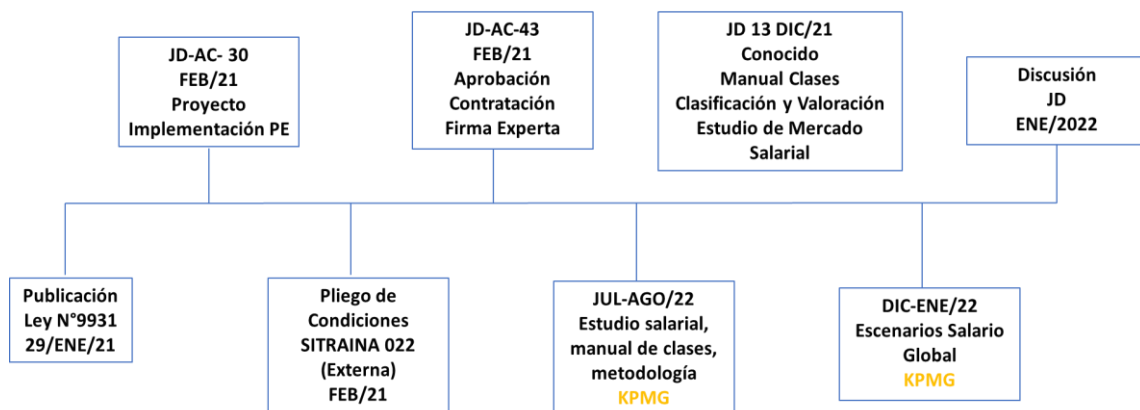 JD-AC- 30
FEB/21
Proyecto
Implementación PE
JD-AC-43
FEB/21
Aprobación
Contratación
Firma Experta
JD 13 DIC/21
Conocido
Manual Clases
Clasificación y Valoración
Estudio de Mercado
Salarial
Discusión
JD
ENE/2022
Publicación
Ley N°9931
29/ENE/21
Pliego de
Condiciones
SITRAINA 022
(Externa)
FEB/21
JUL-AGO/22
Estudio salarial,
manual de clases,
metodología
KPMG
DIC-ENE/22
Escenarios Salario
Global
KPMG